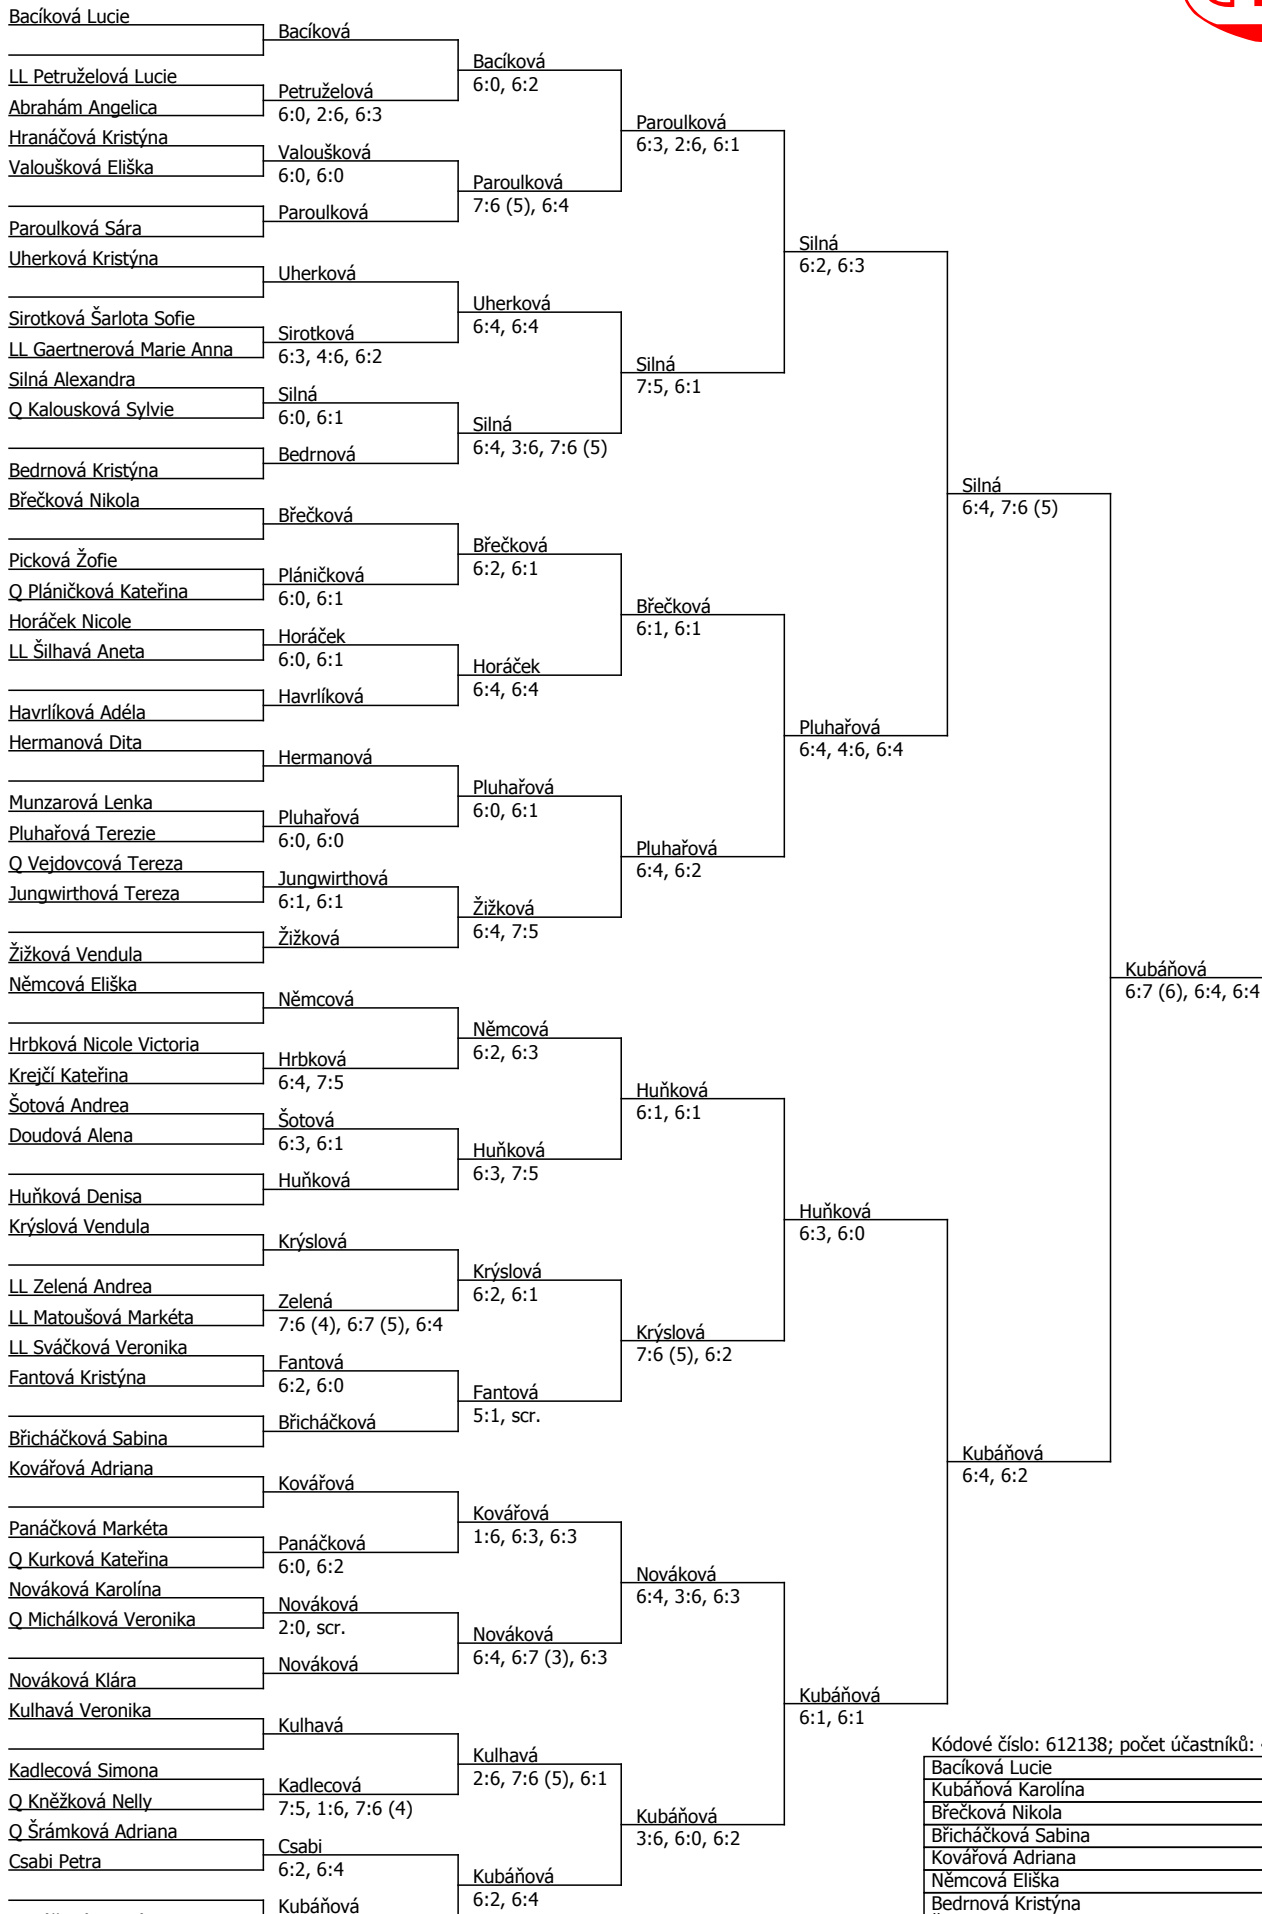 Bacíková Lucie
LL Petruželová Lucie
Abrahám Angelica
Hranáčová Kristýna
Valoušková Eliška
Paroulková Sára
Uherková Kristýna
Sirotková Šarlota Sofie
LL Gaertnerová Marie Anna
Silná Alexandra
Q Kalousková Sylvie
Bedrnová Kristýna
Břečková Nikola
Picková Žofie
Q Pláničková Kateřina
Horáček Nicole
LL Šilhavá Aneta
Havrlíková Adéla
Hermanová Dita
Munzarová Lenka
Pluhařová Terezie
Q Vejdovcová Tereza
Jungwirthová Tereza
Žižková Vendula
Němcová Eliška
Hrbková Nicole Victoria
Krejčí Kateřina
Šotová Andrea
Doudová Alena
Huňková Denisa
Krýslová Vendula
LL Zelená Andrea
LL Matoušová Markéta
LL Sváčková Veronika
Fantová Kristýna
Břicháčková Sabina
Kovářová Adriana
Panáčková Markéta
Q Kurková Kateřina
Nováková Karolína
Q Michálková Veronika
Nováková Klára
Kulhavá Veronika
Kadlecová Simona
Q Kněžková Nelly
Q Šrámková Adriana
Csabi Petra
Bacíková
Petruželová
6:0, 2:6, 6:3
Valoušková
6:0, 6:0
Paroulková
Uherková
Sirotková
6:3, 4:6, 6:2
Silná
6:0, 6:1
Bedrnová
Břečková
Pláničková
6:0, 6:1
Horáček
6:0, 6:1
Havrlíková
Hermanová
Pluhařová
6:0, 6:0
Jungwirthová
6:1, 6:1
Žižková
Němcová
Hrbková
6:4, 7:5
Šotová
6:3, 6:1
Huňková
Krýslová
Zelená
7:6 (4), 6:7 (5), 6:4
Fantová
6:2, 6:0
Břicháčková
Kovářová
Panáčková
6:0, 6:2
Nováková
2:0, scr.
Nováková
Kulhavá
Kadlecová
7:5, 1:6, 7:6 (4)
Csabi
6:2, 6:4
Kubáňová
Bacíková
6:0, 6:2
Paroulková
7:6 (5), 6:4
Uherková
6:4, 6:4
Silná
6:4, 3:6, 7:6 (5)
Břečková
6:2, 6:1
Horáček
6:4, 6:4
Pluhařová
6:0, 6:1
Žižková
6:4, 7:5
Němcová
6:2, 6:3
Huňková
6:3, 7:5
Krýslová
6:2, 6:1
Fantová
5:1, scr.
Kovářová
1:6, 6:3, 6:3
Nováková
6:4, 6:7 (3), 6:3
Kulhavá
2:6, 7:6 (5), 6:1
Kubáňová
6:2, 6:4
Paroulková
6:3, 2:6, 6:1
Silná
7:5, 6:1
Břečková
6:1, 6:1
Pluhařová
6:4, 6:2
Huňková
6:1, 6:1
Krýslová
7:6 (5), 6:2
Nováková
6:4, 3:6, 6:3
Kubáňová
3:6, 6:0, 6:2
Silná
6:2, 6:3
Pluhařová
6:4, 4:6, 6:4
Huňková
6:3, 6:0
Kubáňová
6:1, 6:1
Silná
6:4, 7:6 (5)
Kubáňová
6:4, 6:2
Kubáňová
6:7 (6), 6:4, 6:4
Kódové číslo: 612138; počet účastníků:
Bacíková Lucie
Kubáňová Karolína
Břečková Nikola
Břicháčková Sabina
Kovářová Adriana
Němcová Eliška
Bedrnová Kristýna